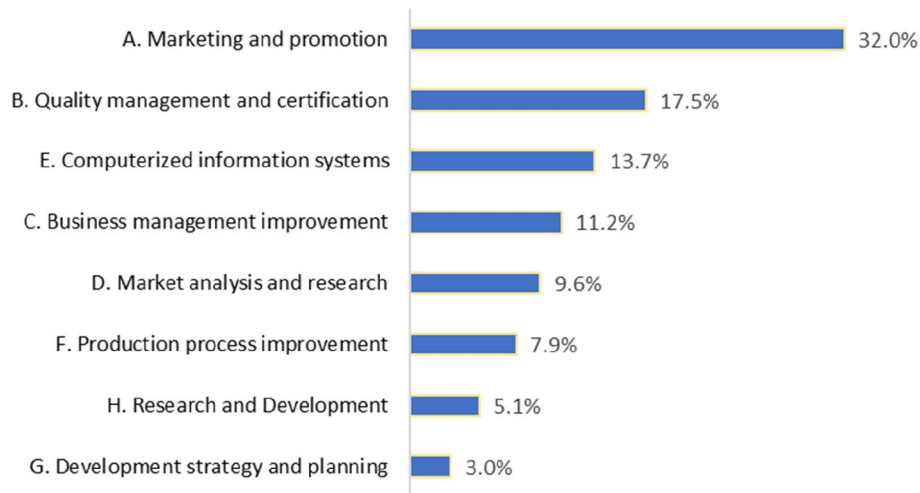 A. Marketing and promotion 32.0%
B. Quality management and certification 17.5%
E. Computerized information systems 13.7%
C. Business management improvement 11.2%
D. Market analysis and research 9.6%
F. Production process improvement 7.9%
H. Research and Development 5.1%
G. Development strategy and planning 3.0%